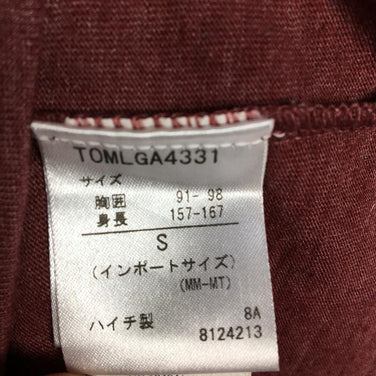 TOMLGA4331
サイズ
胸囲 91- 98
身長 157-167
S
(インポートサイズ)
(MM-MT)
ハイチ製 8A
8124213